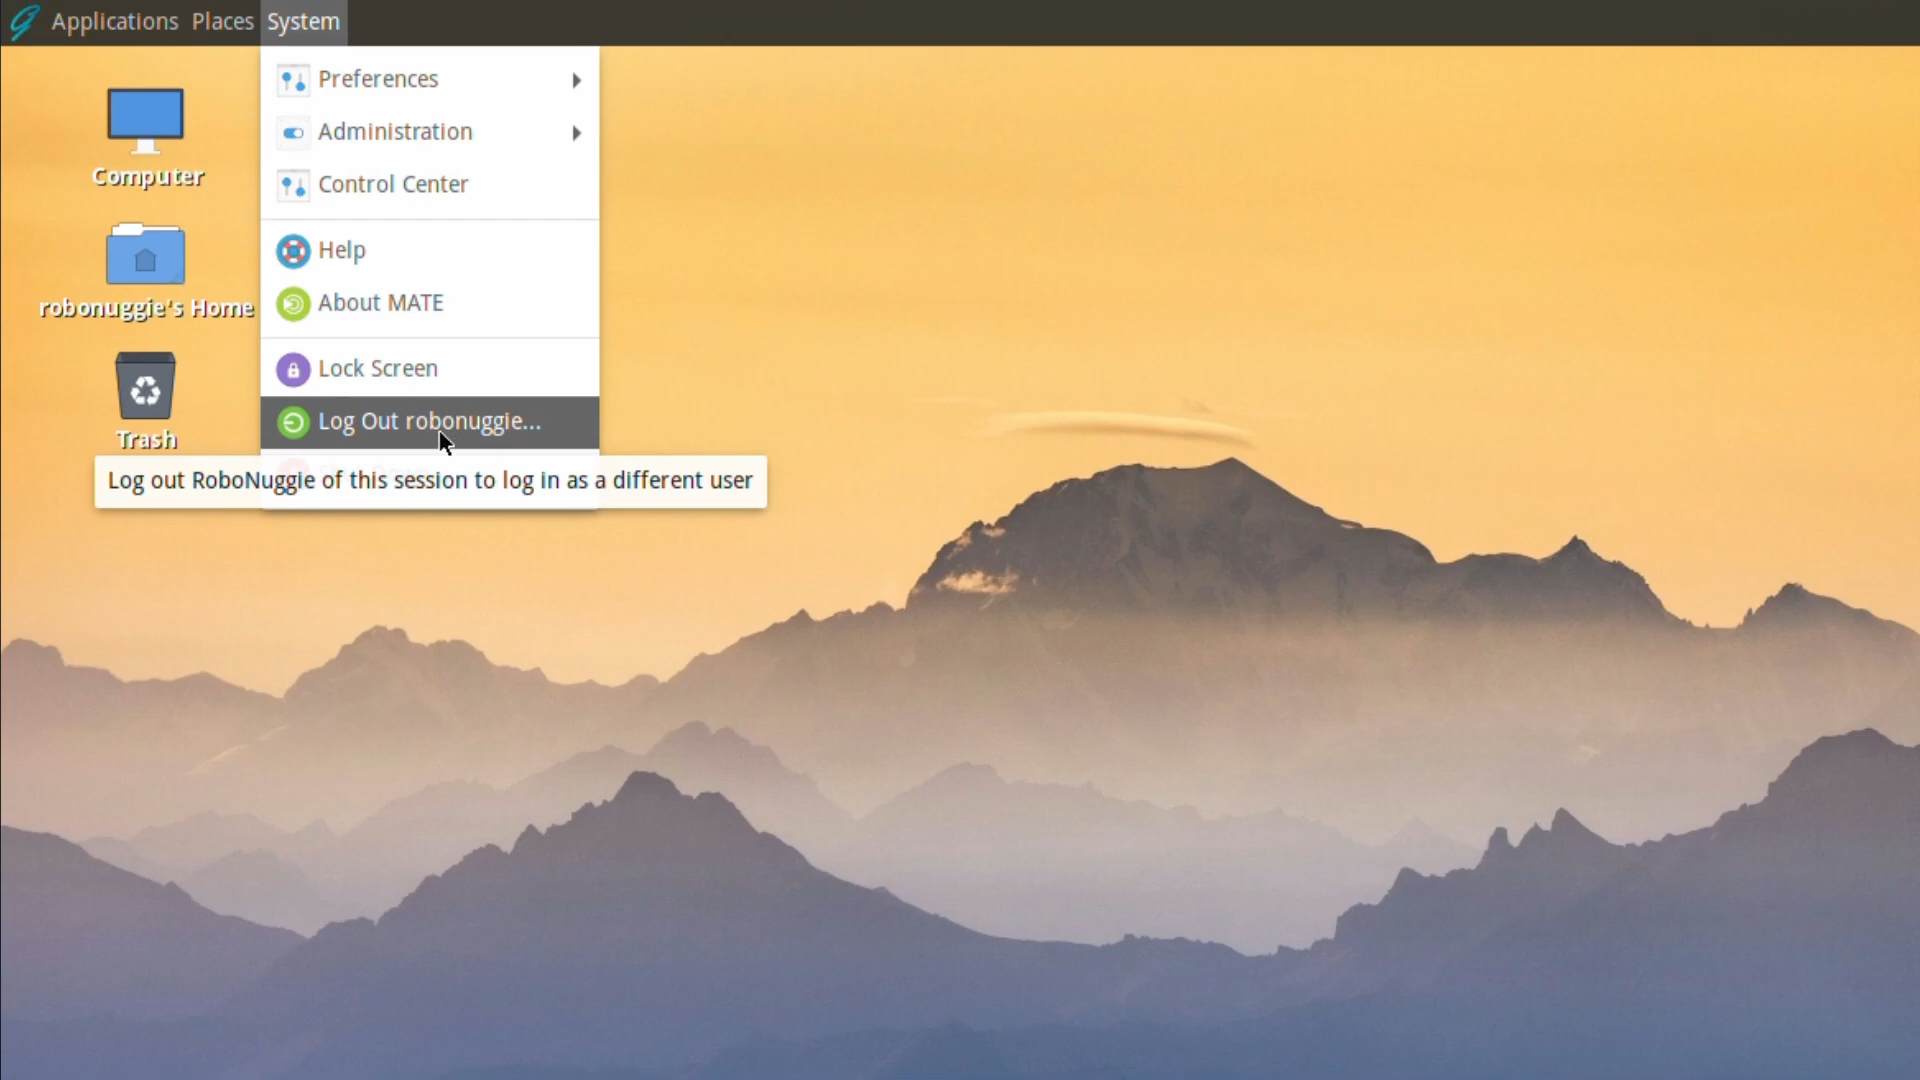 Applications Places System
Preferences
Administration
Control Center
Help
About MATE
Lock Screen
Log Out robonuggie...
Log out RoboNuggie of this session to log in as a different user
Computer
robonuggie's Home
Trash